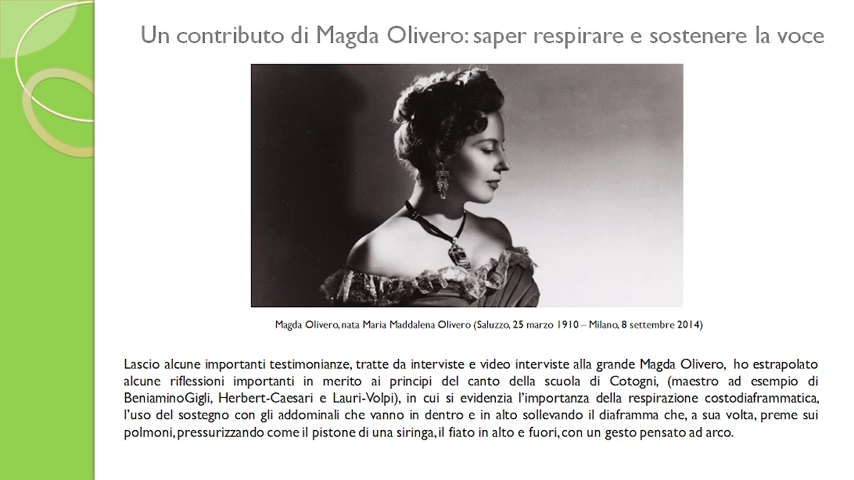 Un contributo di Magda Olivero: saper respirare e sostenere la voce
Magda Olivero, nata Maria Maddalena Olivero (Saluzzo, 25 marzo 1910 – Milano, 8 settembre 2014)
Lascio alcune importanti testimonianze, tratte da interviste e video interviste alla grande Magda Olivero, ho estrapolato
alcune riflessioni importanti in merito ai principi del canto della scuola di Cotogni, (maestro ad esempio di
BeniaminoGigli, Herbert-Caesari e Lauri-Volpi), in cui si evidenzia l'importanza della respirazione costodiaframmatica,
l'uso del sostegno con gli addominali che vanno in dentro e in alto sollevando il diaframma che, a sua volta, preme sui
polmoni, pressurizzando come il pistone di una siringa, il fiato in alto e fuori, con un gesto pensato ad arco.